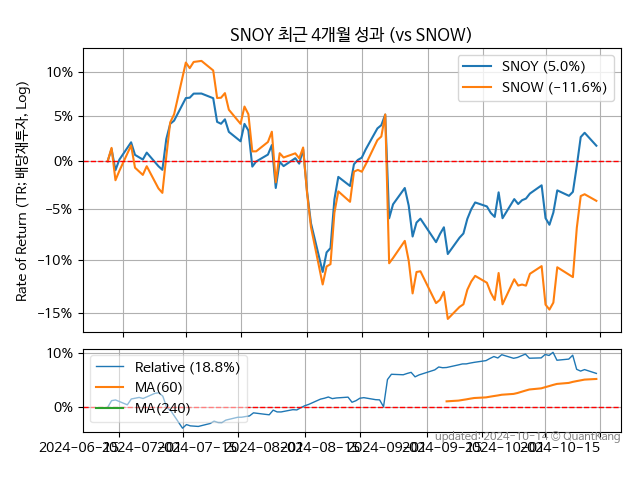 SNOY 최근 4개월 성과 (vs SNOW)
Rate of Return (TR: 배당재투자, Log)
10%
5%
0%
−5%
−10%
−15%
SNOY (5.0%)
SNOW (−11.6%)
10%
0%
Relative (18.8%)
MA(60)
MA(240)
updated: 2024-10-14 © QuantKang
2024−06−15
2024−07−01
2024−07−15
2024−08−01
2024−08−15
2024−09−01
2024−09−15
2024−10−01
2024−10−15